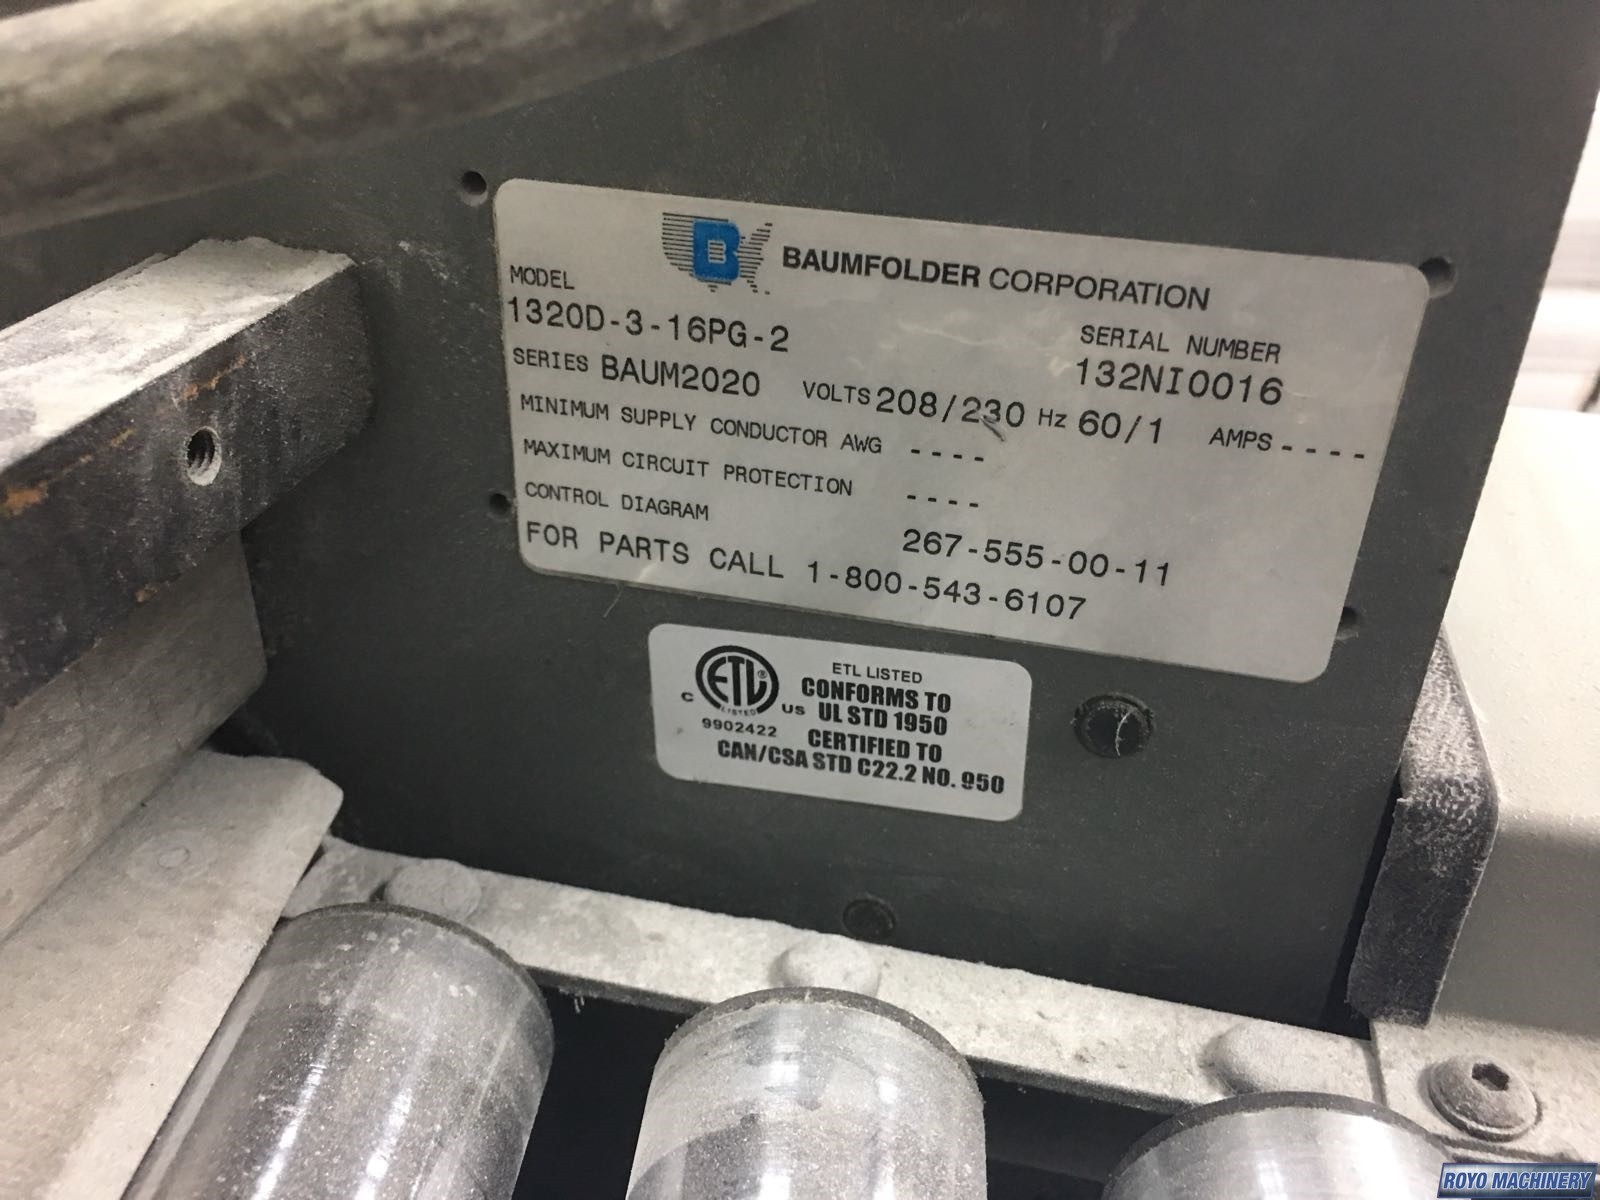 B
BAUMFOLDER CORPORATION
MODEL
1320D-3-16PG-2
SERIAL NUMBER
132NI0016
SERIES BAUM2020 VOLTS 208/230 Hz 60/1 AMPS ----
MINIMUM SUPPLY CONDUCTOR AWG ----
MAXIMUM CIRCUIT PROTECTION ----
CONTROL DIAGRAM 267-555-00-11
FOR PARTS CALL 1-800-543-6107
ETL LISTED
CONFORMS TO
UL STD 1950
CERTIFIED TO
CAN/CSA STD C22.2 NO. 950
C ETL ® US
LISTED
9902422
ROYO MACHINERY